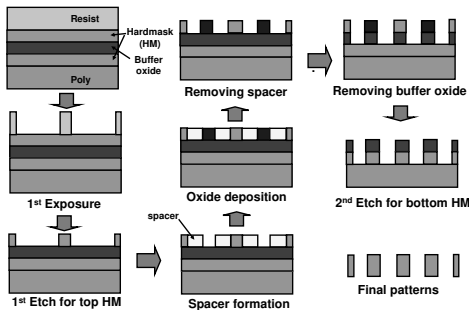 Resist
Hardmask
(HM)
Buffer
oxide
Poly
1st Exposure
1st Etch for top HM
spacer
Spacer formation
Oxide deposition
Removing spacer
Removing buffer oxide
2nd Etch for bottom HM
Final patterns